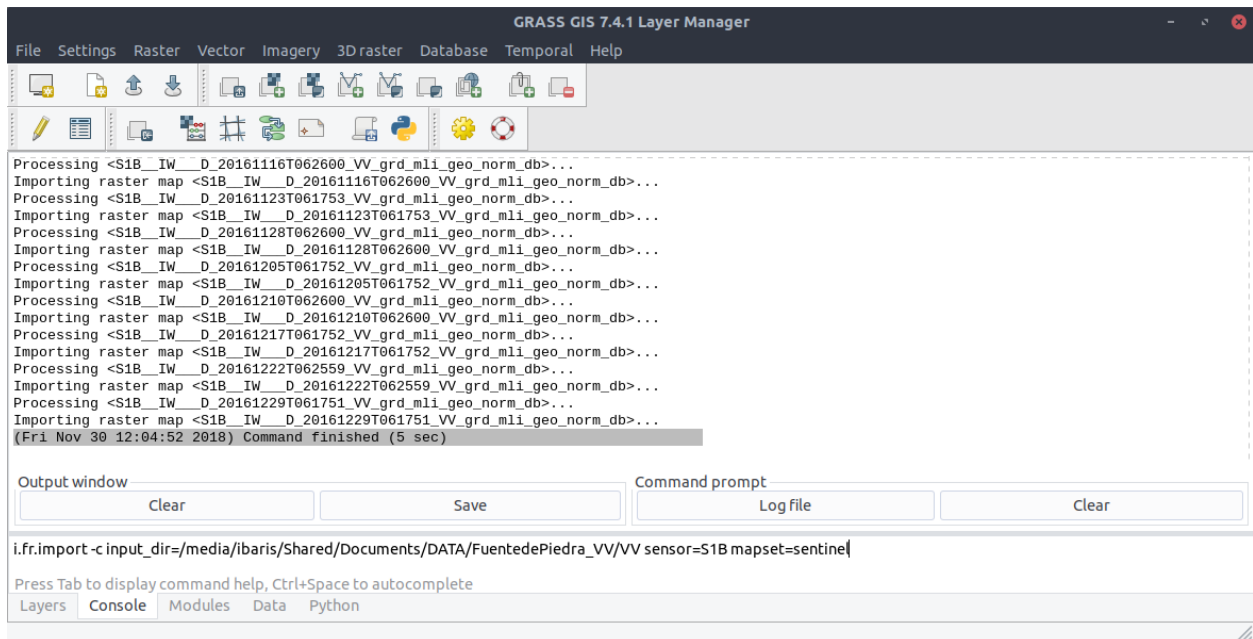 GRASS GIS 7.4.1 Layer Manager
File Settings Raster Vector Imagery 3D raster Database Temporal Help
Processing <S1B__IW___D_20161116T062600_VV_grd_mli_geo_norm_db>...
Importing raster map <S1B__IW___D_20161116T062600_VV_grd_mli_geo_norm_db>...
Processing <S1B__IW___D_20161123T061753_VV_grd_mli_geo_norm_db>...
Importing raster map <S1B__IW___D_20161123T061753_VV_grd_mli_geo_norm_db>...
Processing <S1B__IW___D_20161128T062600_VV_grd_mli_geo_norm_db>...
Importing raster map <S1B__IW___D_20161128T062600_VV_grd_mli_geo_norm_db>...
Processing <S1B__IW___D_20161205T061752_VV_grd_mli_geo_norm_db>...
Importing raster map <S1B__IW___D_20161205T061752_VV_grd_mli_geo_norm_db>...
Processing <S1B__IW___D_20161210T062600_VV_grd_mli_geo_norm_db>...
Importing raster map <S1B__IW___D_20161210T062600_VV_grd_mli_geo_norm_db>...
Processing <S1B__IW___D_20161217T061752_VV_grd_mli_geo_norm_db>...
Importing raster map <S1B__IW___D_20161217T061752_VV_grd_mli_geo_norm_db>...
Processing <S1B__IW___D_20161222T062559_VV_grd_mli_geo_norm_db>...
Importing raster map <S1B__IW___D_20161222T062559_VV_grd_mli_geo_norm_db>...
Processing <S1B__IW___D_20161229T061751_VV_grd_mli_geo_norm_db>...
Importing raster map <S1B__IW___D_20161229T061751_VV_grd_mli_geo_norm_db>...
(Fri Nov 30 12:04:52 2018) Command finished (5 sec)
Output window Command prompt
Clear Save Log file Clear
i.fr.import -c input_dir=/media/ibaris/Shared/Documents/DATA/FuentedePiedra_VV/VV sensor=S1B mapset=sentinel
Press Tab to display command help, Ctrl+Space to autocomplete
Layers Console Modules Data Python